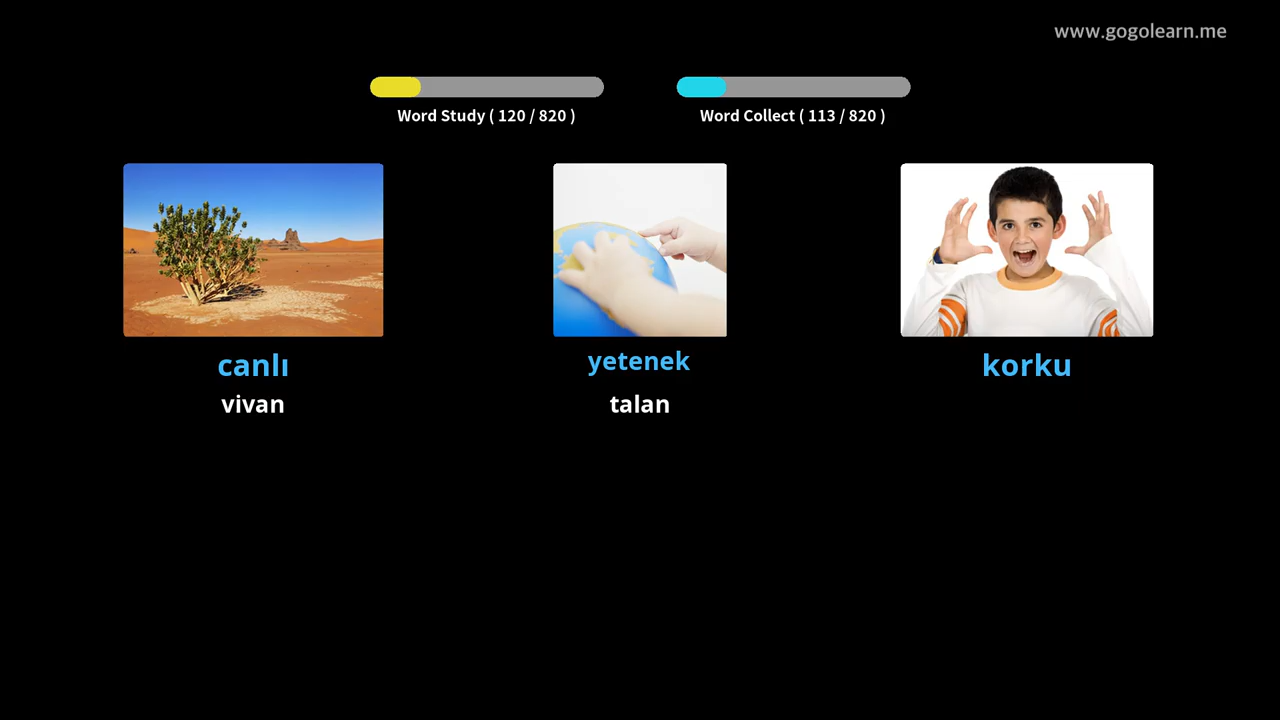 www.gogolearn.me
Word Study ( 120 / 820 )
Word Collect ( 113 / 820 )
canlı
vivan
yetenek
talan
korku